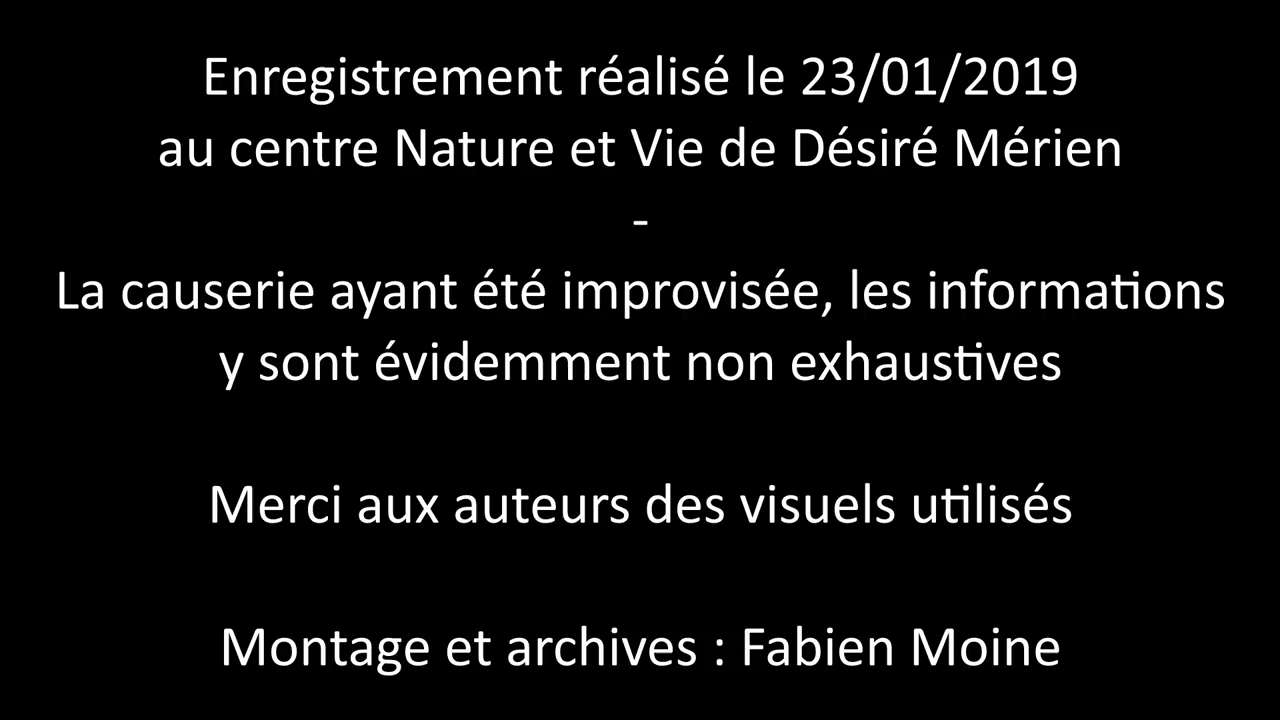 Enregistrement réalisé le 23/01/2019
au centre Nature et Vie de Désiré Mérien
-
La causerie ayant été improvisée, les informations
y sont évidemment non exhaustives
Merci aux auteurs des visuels utilisés
Montage et archives : Fabien Moine